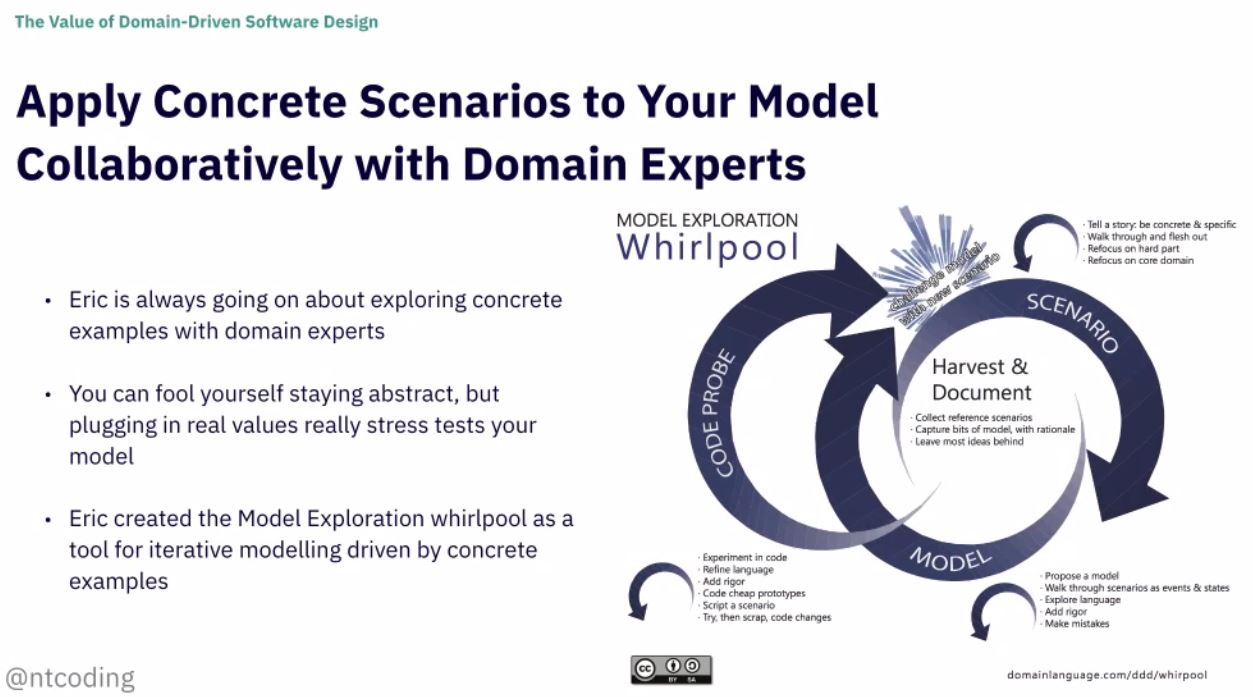 The Value of Domain-Driven Software Design
Apply Concrete Scenarios to Your Model
Collaboratively with Domain Experts
• Eric is always going on about exploring concrete
examples with domain experts
• You can fool yourself staying abstract, but
plugging in real values really stress tests your
model
• Eric created the Model Exploration whirlpool as a
tool for iterative modelling driven by concrete
examples
MODEL EXPLORATION
Whirlpool
challenge model
with new scenario
· Tell a story: be concrete & specific
· Walk through and flesh out
· Refocus on hard part
· Refocus on core domain
SCENARIO
CODE PROBE
Harvest &
Document
· Collect reference scenarios
· Capture bits of model, with rationale
· Leave most ideas behind
MODEL
· Experiment in code
· Refine language
· Add rigor
· Code cheap prototypes
· Script a scenario
· Try, then scrap, code changes
· Propose a model
· Walk through scenarios as events & states
· Explore language
· Add rigor
· Make mistakes
@ntcoding
cc
BY SA
domainlanguage.com/ddd/whirpool